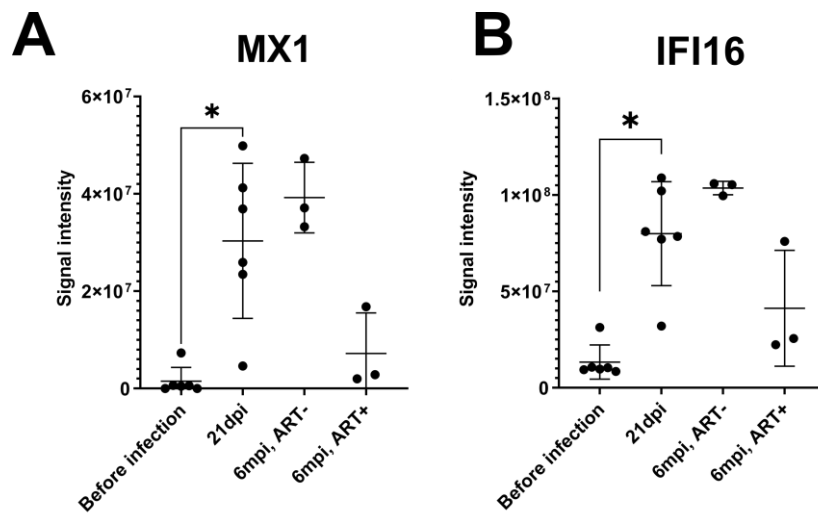 A
MX1
Signal intensity
6×10⁷
4×10⁷
2×10⁷
0
*
Before infection
21dpi
6mpi, ART-
6mpi, ART+
B
IFI16
Signal intensity
1.5×10⁸
1×10⁸
5×10⁷
0
*
Before infection
21dpi
6mpi, ART-
6mpi, ART+